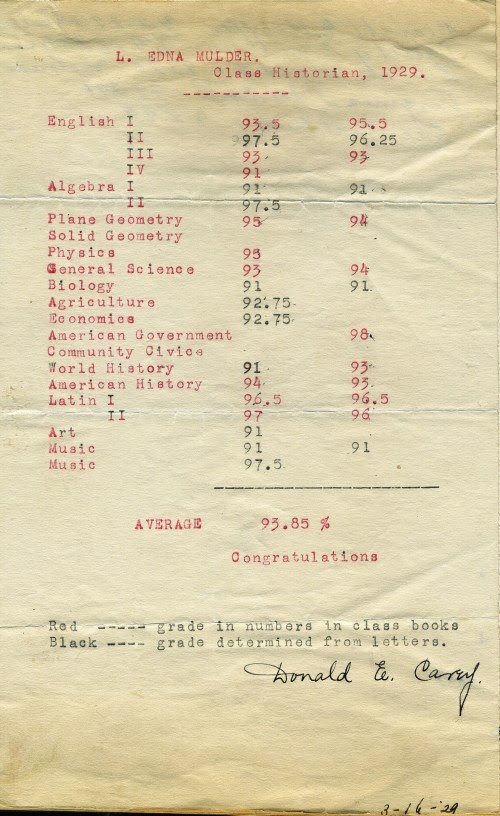 L. EDNA MULDER.
Class Historian, 1929.
-----------
English I 93.5 95.5
II 97.5 96.25
III 93 93
IV 91
Algebra I 91 91
II 97.5
Plane Geometry 95 94
Solid Geometry
Physics 95
General Science 93 94
Biology 91 91
Agriculture 92.75
Economics 92.75
American Government 98
Community Civics
World History 91 93
American History 94 93
Latin I 96.5 96.5
II 97 96
Art 91
Music 91 91
Music 97.5
AVERAGE 93.85 %
Congratulations
Red ----- grade in numbers in class books
Black ---- grade determined from letters.
Donald E. Carey.
3-16-'29